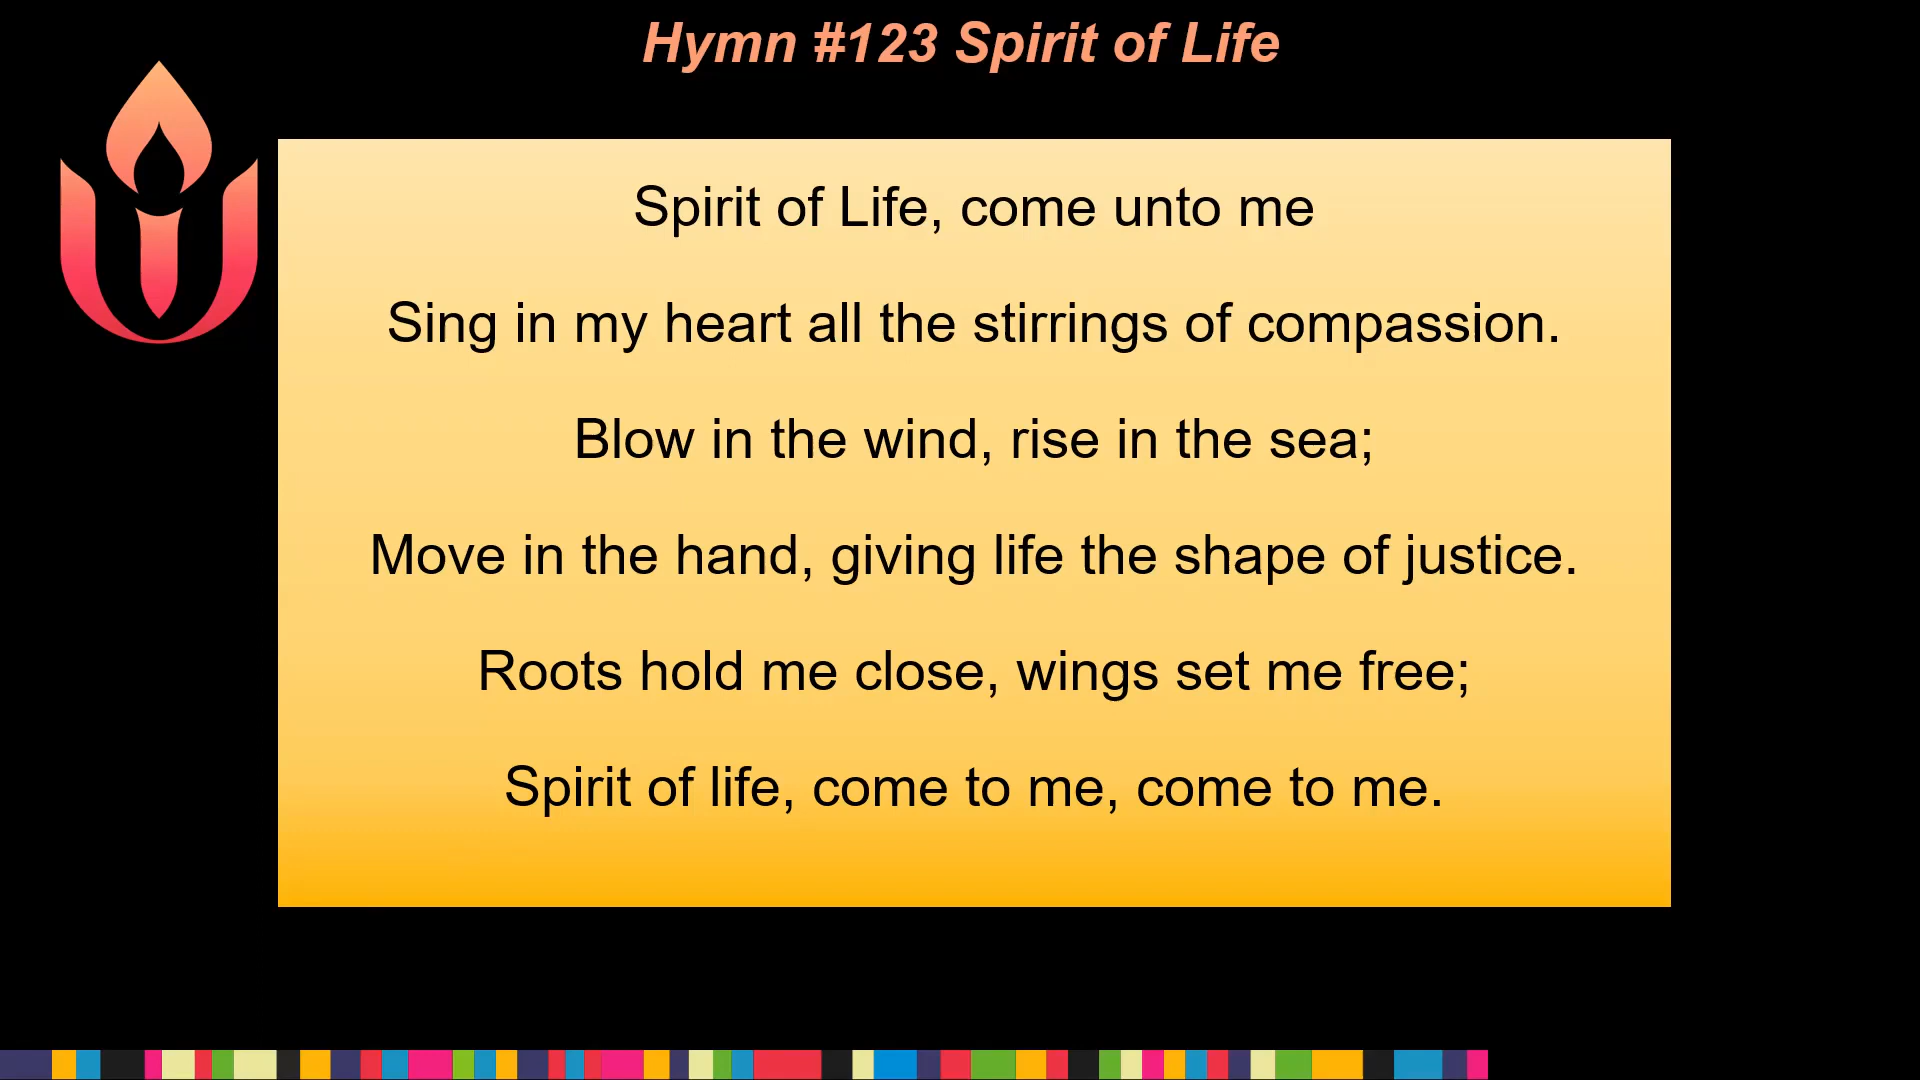 Hymn #123 Spirit of Life
Spirit of Life, come unto me
Sing in my heart all the stirrings of compassion.
Blow in the wind, rise in the sea;
Move in the hand, giving life the shape of justice.
Roots hold me close, wings set me free;
Spirit of life, come to me, come to me.